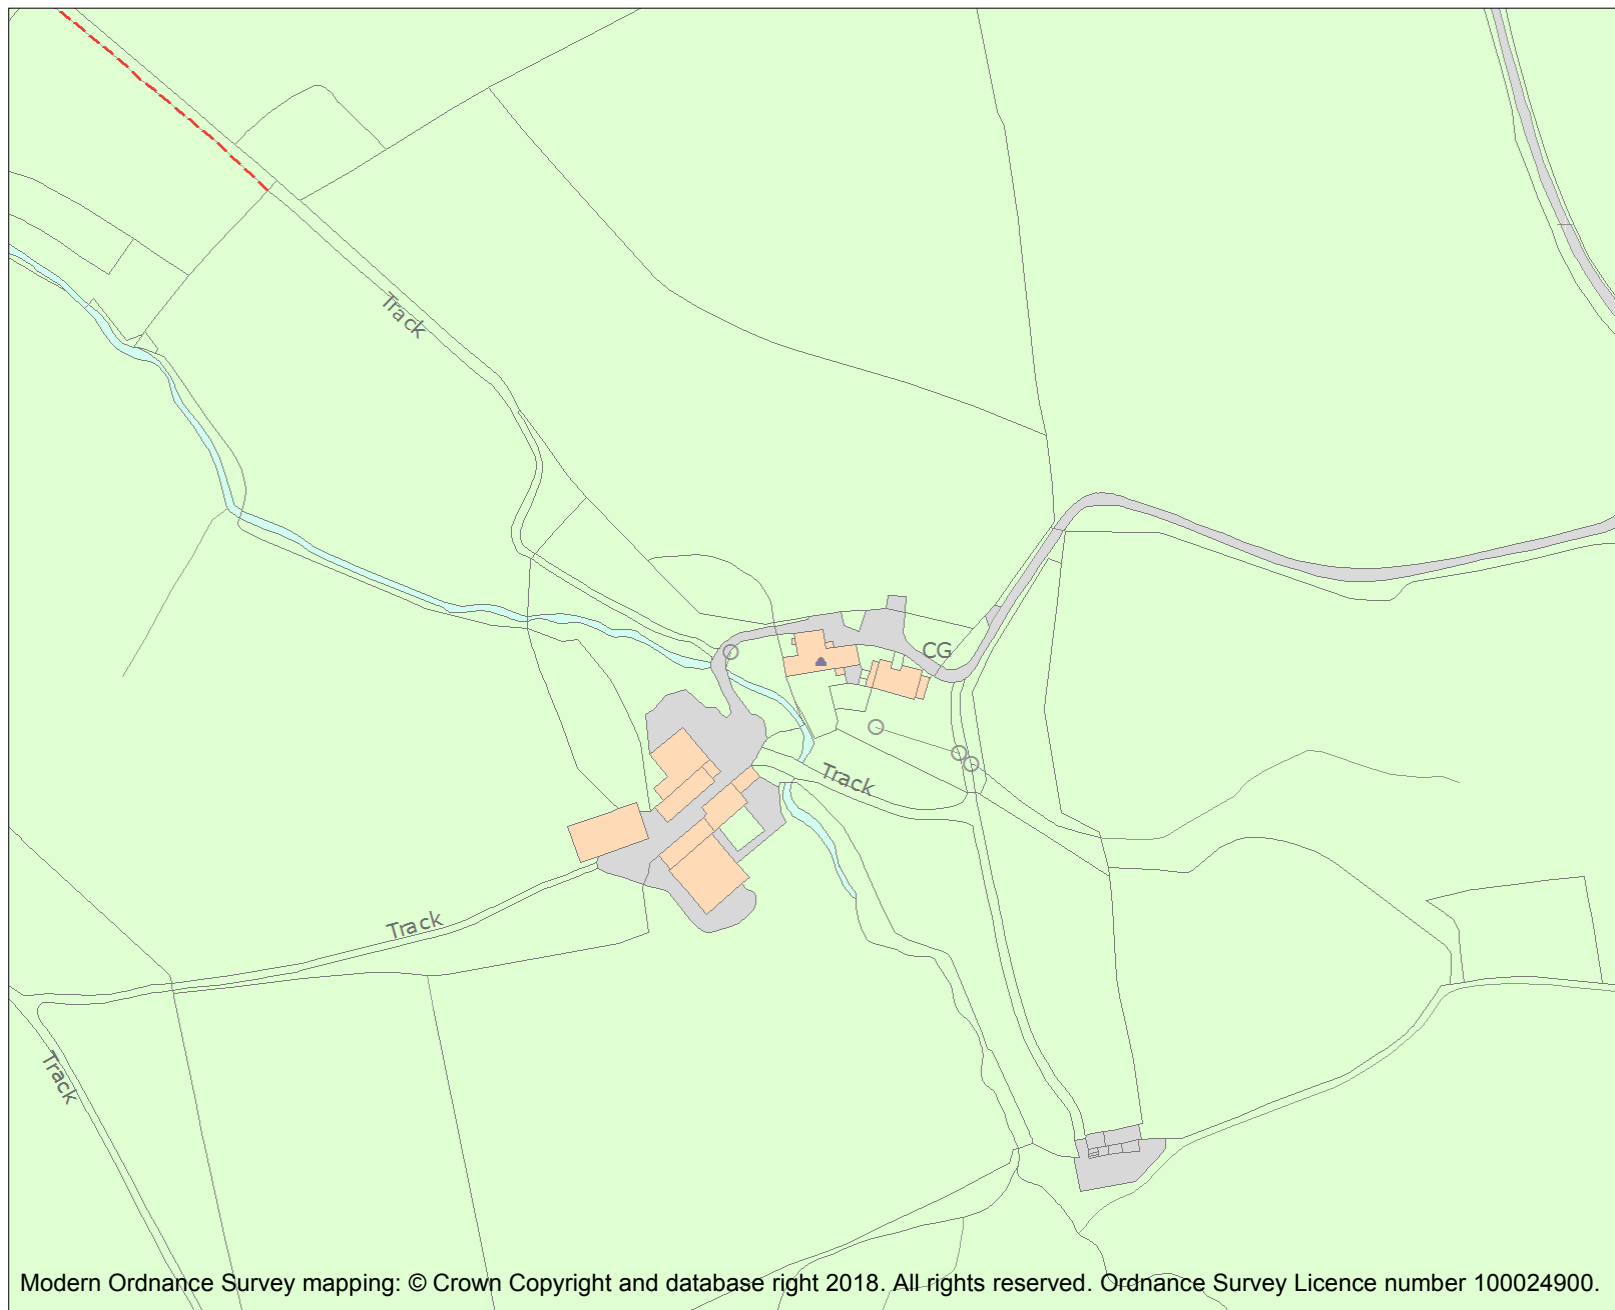 Track
CG
Track
Track
Track
Modern Ordnance Survey mapping: © Crown Copyright and database right 2018. All rights reserved. Ordnance Survey Licence number 100024900.